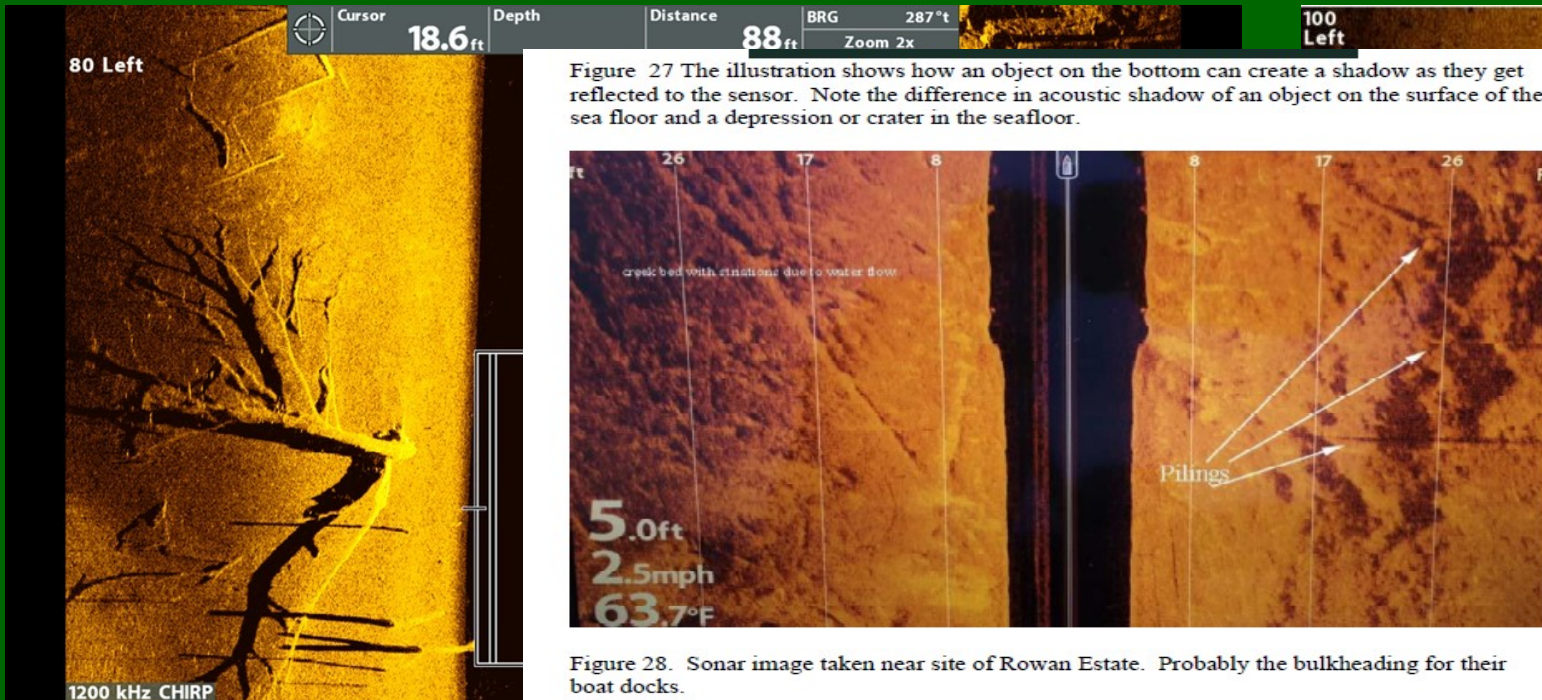 Cursor
18.6 ft
Depth
Distance
88 ft
BRG 287°t
Zoom 2x
100
Left
80 Left
1200 kHz CHIRP
Figure 27 The illustration shows how an object on the bottom can create a shadow as they get
reflected to the sensor. Note the difference in acoustic shadow of an object on the surface of the
sea floor and a depression or crater in the seafloor.
ft 26 17 8 8 17 26
creek bed with striations due to water flow
Pilings
5.0ft
2.5mph
63.7°F
Figure 28. Sonar image taken near site of Rowan Estate. Probably the bulkheading for their
boat docks.